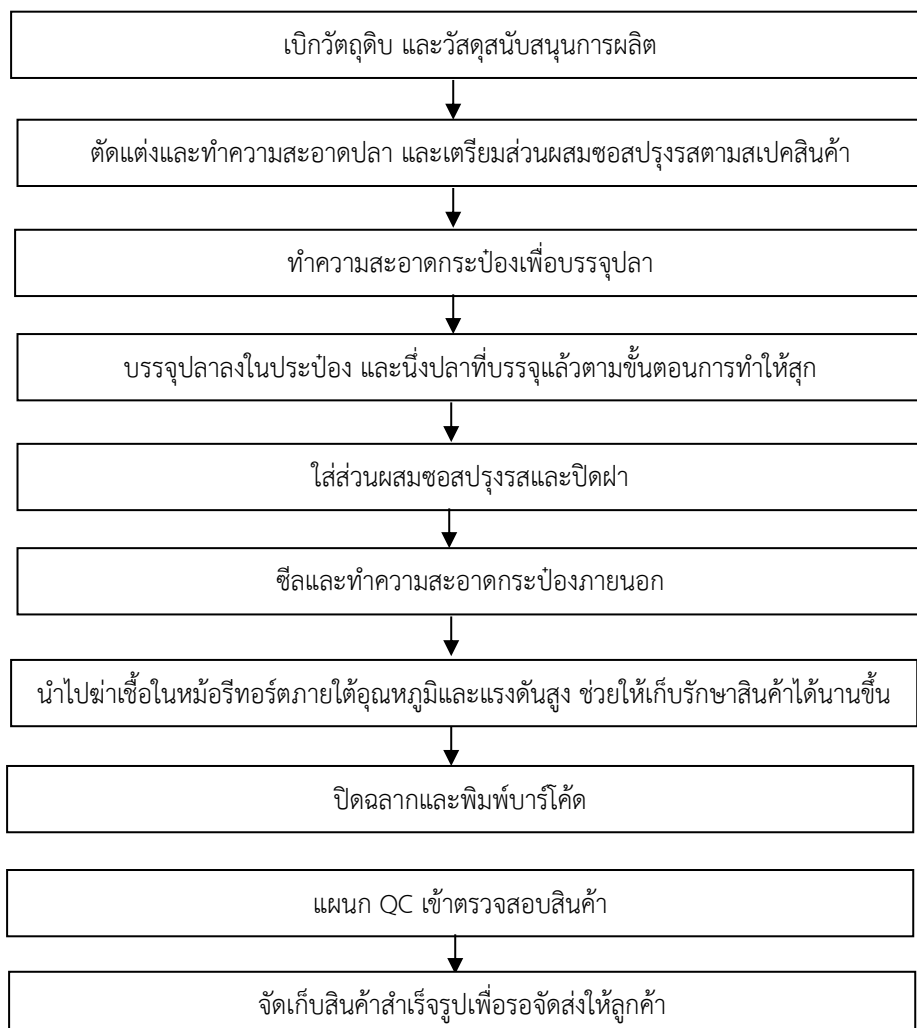 เบิกวัตถุดิบ และวัสดุสนับสนุนการผลิต
ตัดแต่งและทำความสะอาดปลา และเตรียมส่วนผสมซอสปรุงรสตามสเปคสินค้า
ทำความสะอาดกระป๋องเพื่อบรรจุปลา
บรรจุปลาลงในประป๋อง และนึ่งปลาที่บรรจุแล้วตามขั้นตอนการทำให้สุก
ใส่ส่วนผสมซอสปรุงรสและปิดฝา
ซีลและทำความสะอาดกระป๋องภายนอก
นำไปฆ่าเชื้อในหม้อรีทอร์ตภายใต้อุณหภูมิและแรงดันสูง ช่วยให้เก็บรักษาสินค้าได้นานขึ้น
ปิดฉลากและพิมพ์บาร์โค้ด
แผนก QC เข้าตรวจสอบสินค้า
จัดเก็บสินค้าสำเร็จรูปเพื่อรอจัดส่งให้ลูกค้า